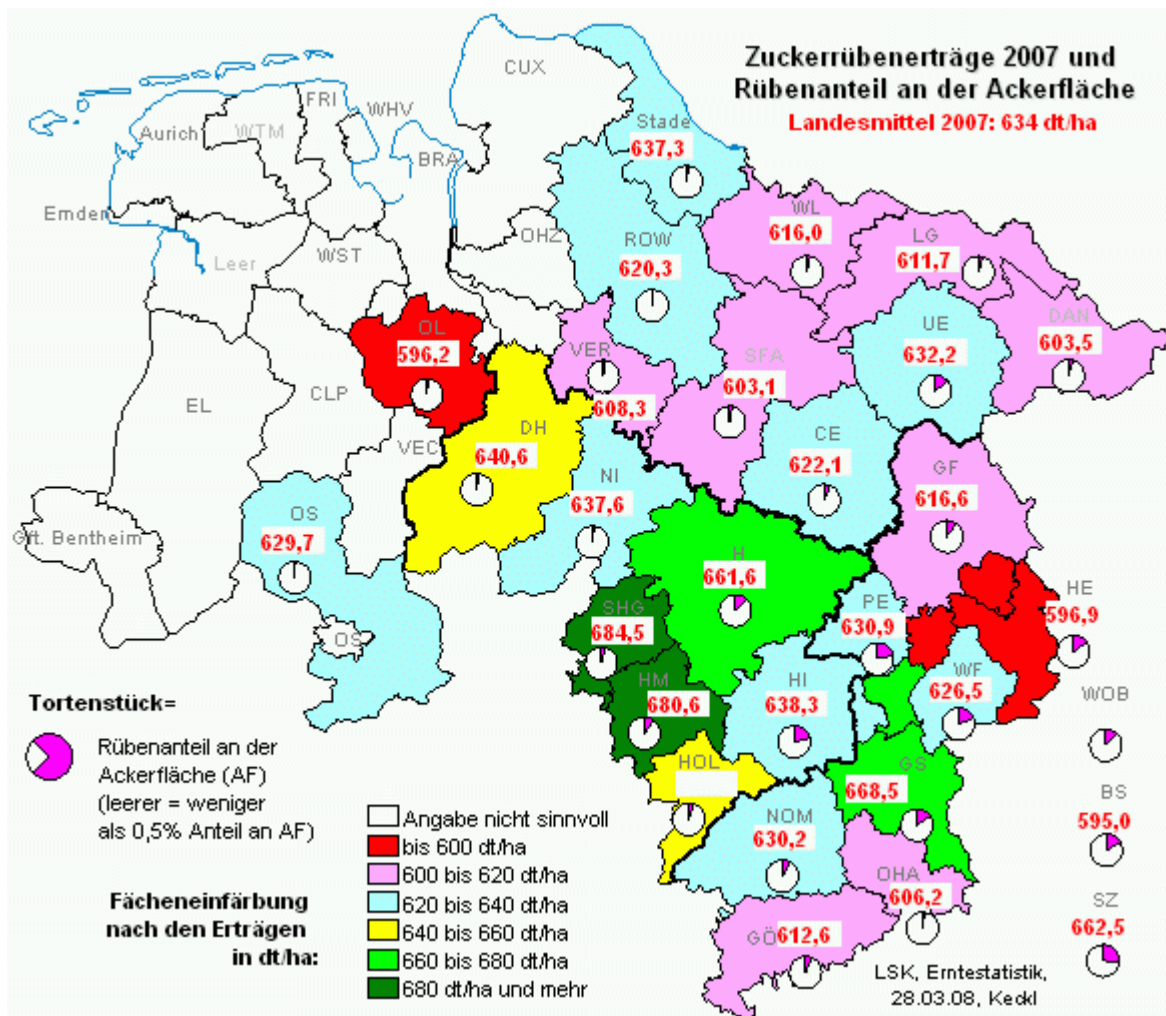 Zuckerrübenerträge 2007 und
Rübenanteil an der Ackerfläche
Landesmittel 2007: 634 dt/ha
CUX
FRI
WHV
Aurich
WTM
BRA
Stade
637,3
Emden
Leer
WST
OHZ
ROW
620,3
WL
616,0
LG
611,7
OL
596,2
VER
608,3
SFA
603,1
UE
632,2
DAN
603,5
EL
CLP
VEC
DH
640,6
NI
637,6
CE
622,1
GF
616,6
Gft. Bentheim
OS
629,7
OS
H
661,6
PE
630,9
HE
596,9
SHG
684,5
HM
680,6
HI
638,3
WF
626,5
WOB
HOL
GS
668,5
BS
595,0
NOM
630,2
OHA
606,2
SZ
662,5
GÖ
612,6
Tortenstück=
Rübenanteil an der
Ackerfläche (AF)
(leerer = weniger
als 0,5% Anteil an AF)
Fächeneinfärbung
nach den Erträgen
in dt/ha:
Angabe nicht sinnvoll
bis 600 dt/ha
600 bis 620 dt/ha
620 bis 640 dt/ha
640 bis 660 dt/ha
660 bis 680 dt/ha
680 dt/ha und mehr
LSK, Erntestatistik,
28.03.08, Keckl